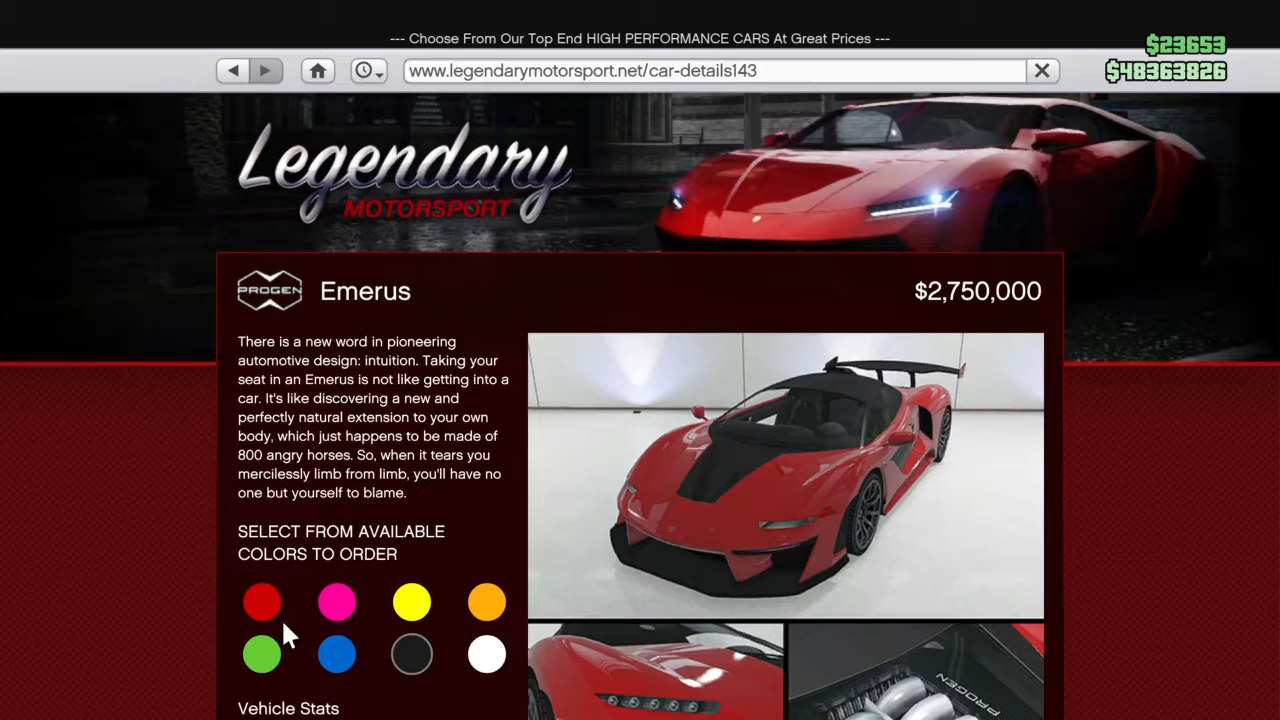 --- Choose From Our Top End HIGH PERFORMANCE CARS At Great Prices ---
$23653
www.legendarymotorsport.net/car-details143
$48363826
Legendary
MOTORSPORT
PROGEN
Emerus
$2,750,000
There is a new word in pioneering
automotive design: intuition. Taking your
seat in an Emerus is not like getting into a
car. It's like discovering a new and
perfectly natural extension to your own
body, which just happens to be made of
800 angry horses. So, when it tears you
mercilessly limb from limb, you'll have no
one but yourself to blame.
SELECT FROM AVAILABLE
COLORS TO ORDER
PROGEN
Vehicle Stats